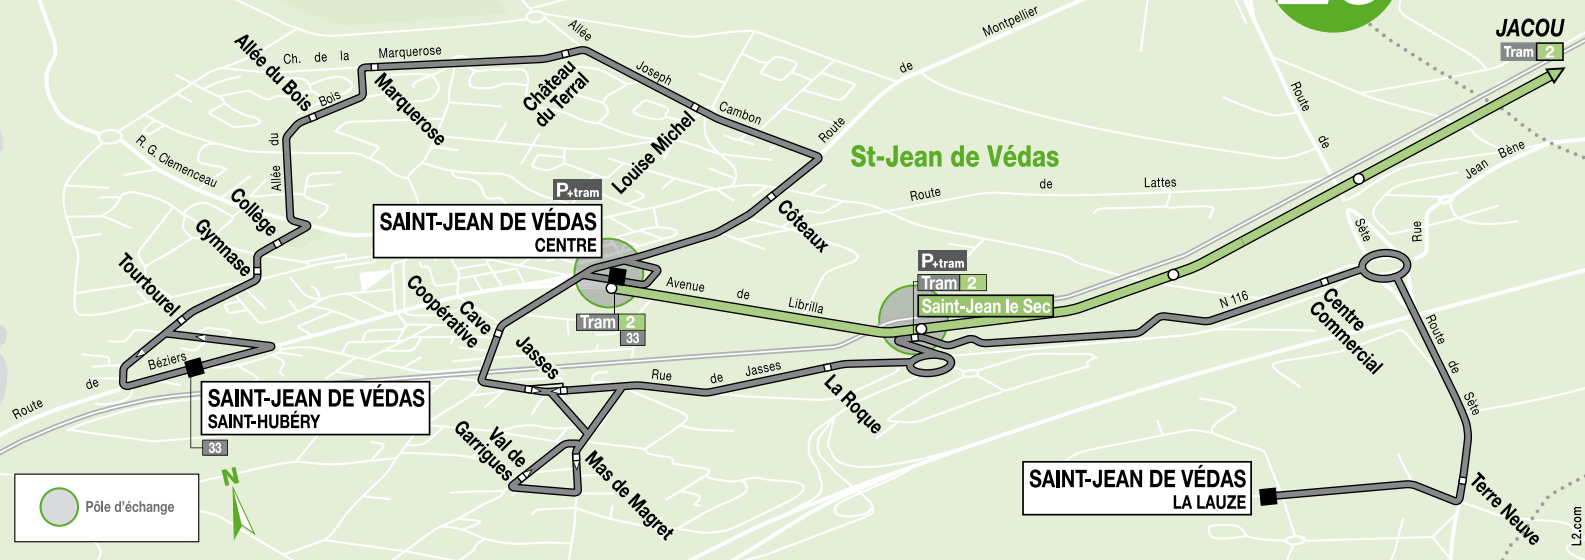 JACOU
Tram 2
Montpellier
de
Route
Allée
Joseph
Cambon
Ch. de la Marquerose
Allée du Bois
Marquerose
Château
du Terral
Louise Michel
Bois
du
Allée
R. G. Clemenceau
St-Jean de Védas
Route de Lattes
Route de
Sète
Rue
Jean Bène
P+tram
SAINT-JEAN DE VÉDAS
CENTRE
Côteaux
Collège
Gymnase
Tourtourel
Cave
Coopérative
Avenue de Librilla
Tram 2
33
P+tram
Tram 2
Saint-Jean le Sec
N 116
Centre
Commercial
Route de Sète
Béziers
de
Route
SAINT-JEAN DE VÉDAS
SAINT-HUBÉRY
33
Jasses
Rue de Jasses
La Roque
Val de
Garrigues
Mas de Magret
SAINT-JEAN DE VÉDAS
LA LAUZE
Terre Neuve
N
Pôle d'échange
L2.com